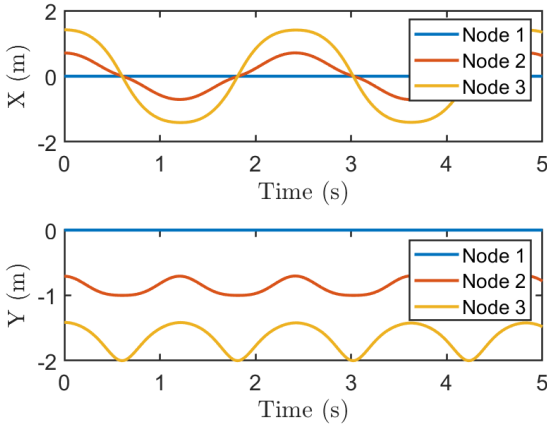 X (m)
2
0
-2
Node 1
Node 2
Node 3
0 1 2 3 4 5
Time (s)
Y (m)
0
-1
-2
Node 1
Node 2
Node 3
0 1 2 3 4 5
Time (s)